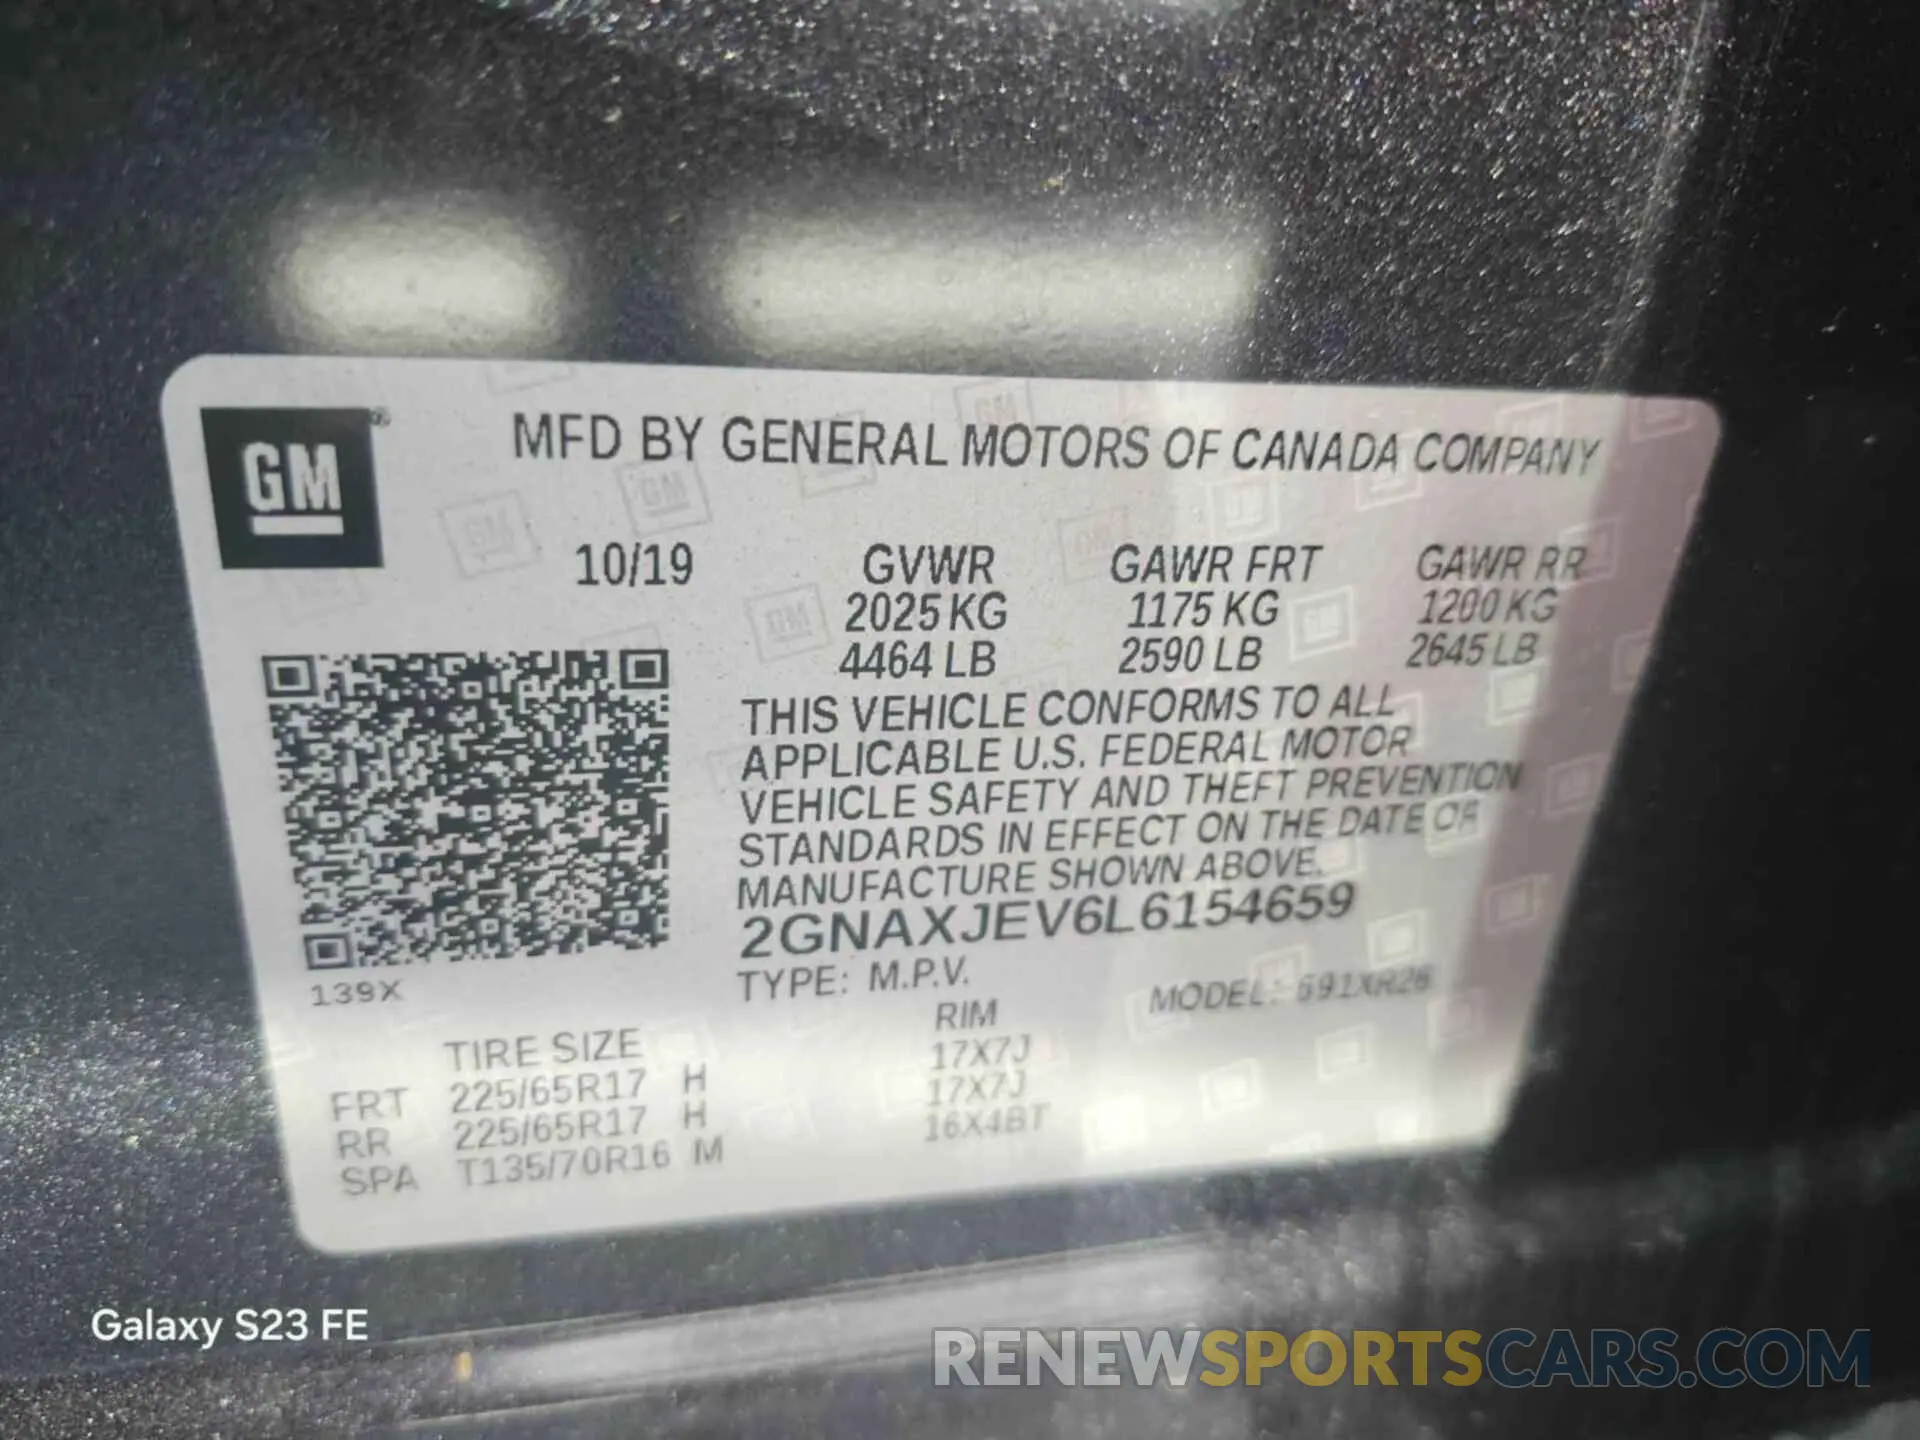 GM
MFD BY GENERAL MOTORS OF CANADA COMPANY
10/19 GVWR GAWR FRT GAWR RR
2025 KG 1175 KG 1200 KG
4464 LB 2590 LB 2645 LB
THIS VEHICLE CONFORMS TO ALL
APPLICABLE U.S. FEDERAL MOTOR
VEHICLE SAFETY AND THEFT PREVENTION
STANDARDS IN EFFECT ON THE DATE OF
MANUFACTURE SHOWN ABOVE.
2GNAXJEV6L6154659
139X
TYPE: M.P.V. MODEL:
TIRE SIZE RIM
FRT 225/65R17 H 17X7J
RR 225/65R17 H 17X7J
SPA T135/70R16 M 16X4BT
Galaxy S23 FE
RENEWSPORTSCARS.COM